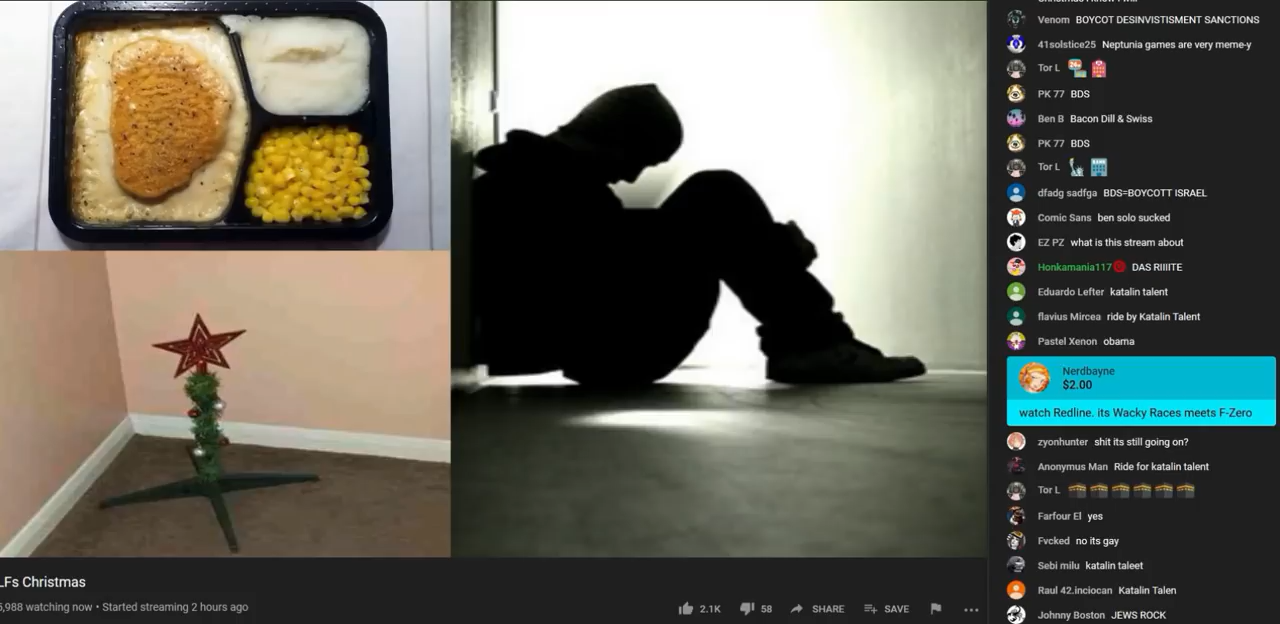 LFs Christmas
5,988 watching now • Started streaming 2 hours ago
2.1K
58
SHARE
SAVE
Venom BOYCOT DESINVISTISMENT SANCTIONS
41solstice25 Neptunia games are very meme-y
Tor L
PK 77 BDS
Ben B Bacon Dill & Swiss
PK 77 BDS
Tor L
dfadg sadfga BDS=BOYCOTT ISRAEL
Comic Sans ben solo sucked
EZ PZ what is this stream about
Honkamania117 DAS RIIIITE
Eduardo Lefter katalin talent
flavius Mircea ride by Katalin Talent
Pastel Xenon obama
Nerdbayne
$2.00
watch Redline. its Wacky Races meets F-Zero
zyonhunter shit its still going on?
Anonymus Man Ride for katalin talent
Tor L
Farfour El yes
Fvcked no its gay
Sebi milu katalin taleet
Raul 42.inciocan Katalin Talen
Johnny Boston JEWS ROCK